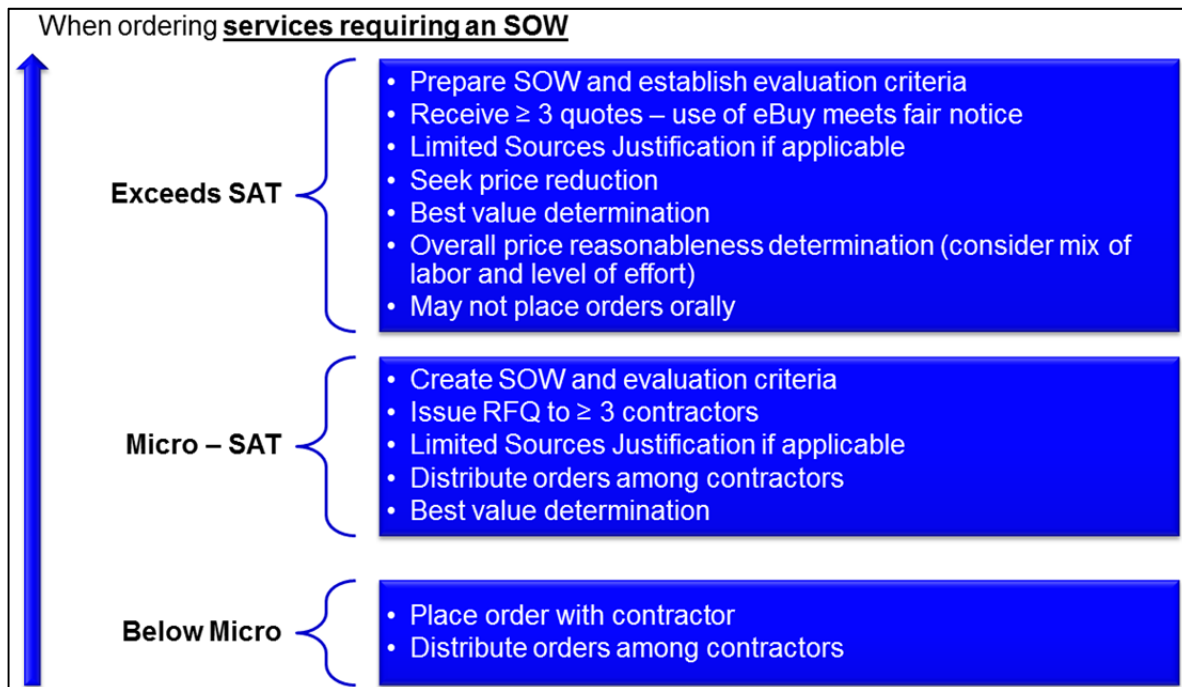 When ordering services requiring an SOW
Exceeds SAT
• Prepare SOW and establish evaluation criteria
• Receive ≥ 3 quotes – use of eBuy meets fair notice
• Limited Sources Justification if applicable
• Seek price reduction
• Best value determination
• Overall price reasonableness determination (consider mix of
labor and level of effort)
• May not place orders orally
Micro – SAT
• Create SOW and evaluation criteria
• Issue RFQ to ≥ 3 contractors
• Limited Sources Justification if applicable
• Distribute orders among contractors
• Best value determination
Below Micro
• Place order with contractor
• Distribute orders among contractors